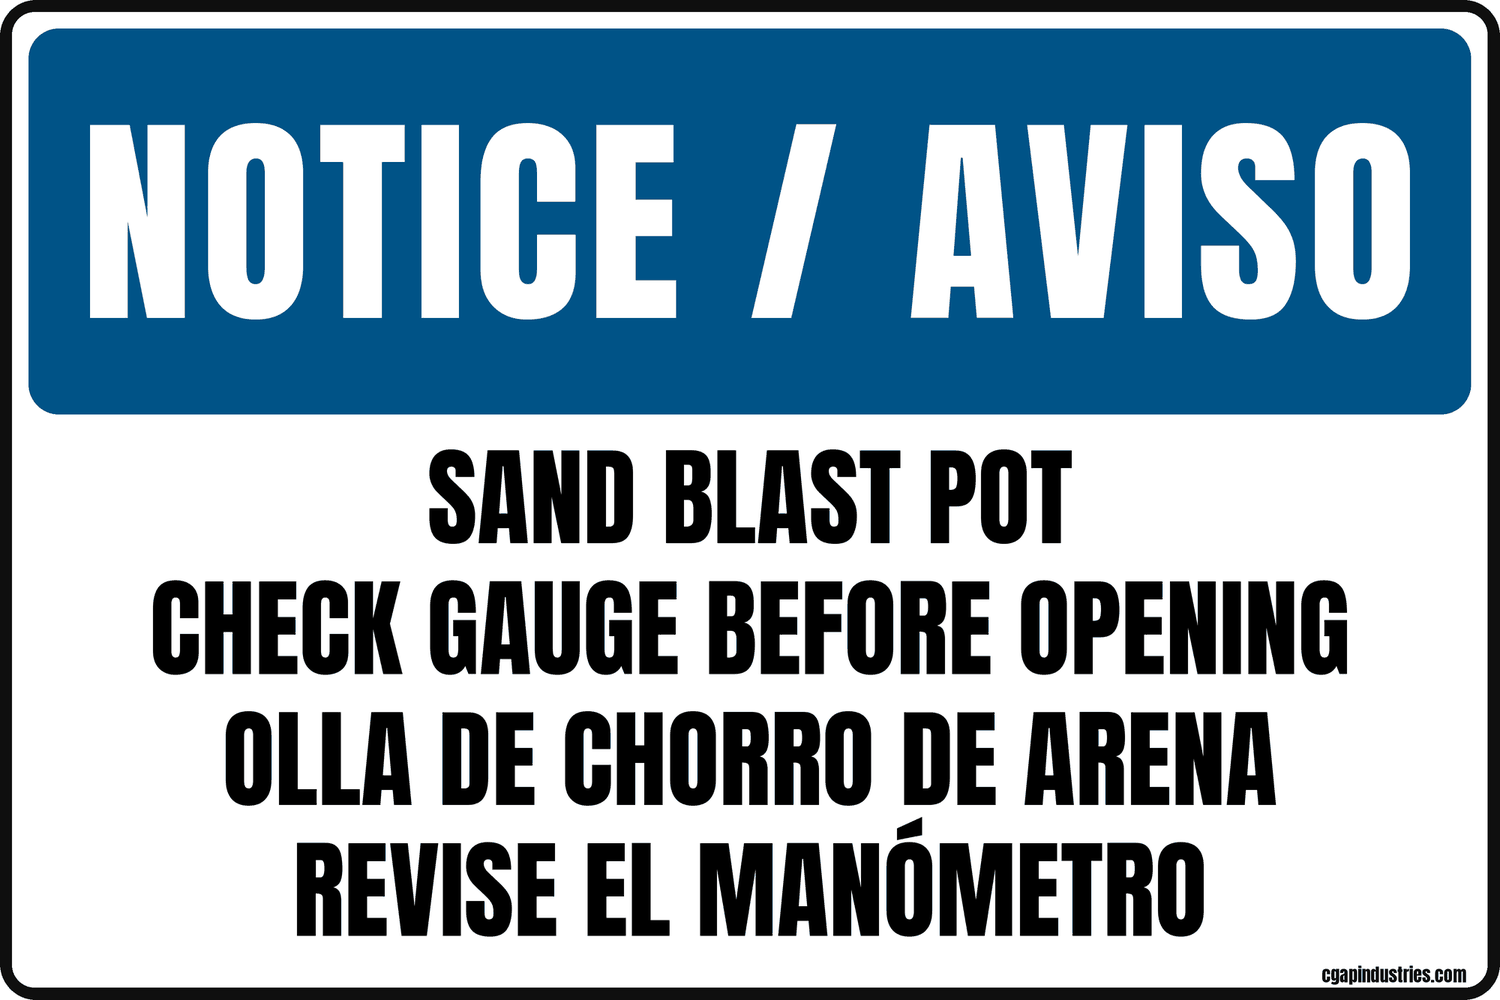 NOTICE / AVISO
SAND BLAST POT
CHECK GAUGE BEFORE OPENING
OLLA DE CHORRO DE ARENA
REVISE EL MANÓMETRO
cgapindustries.com